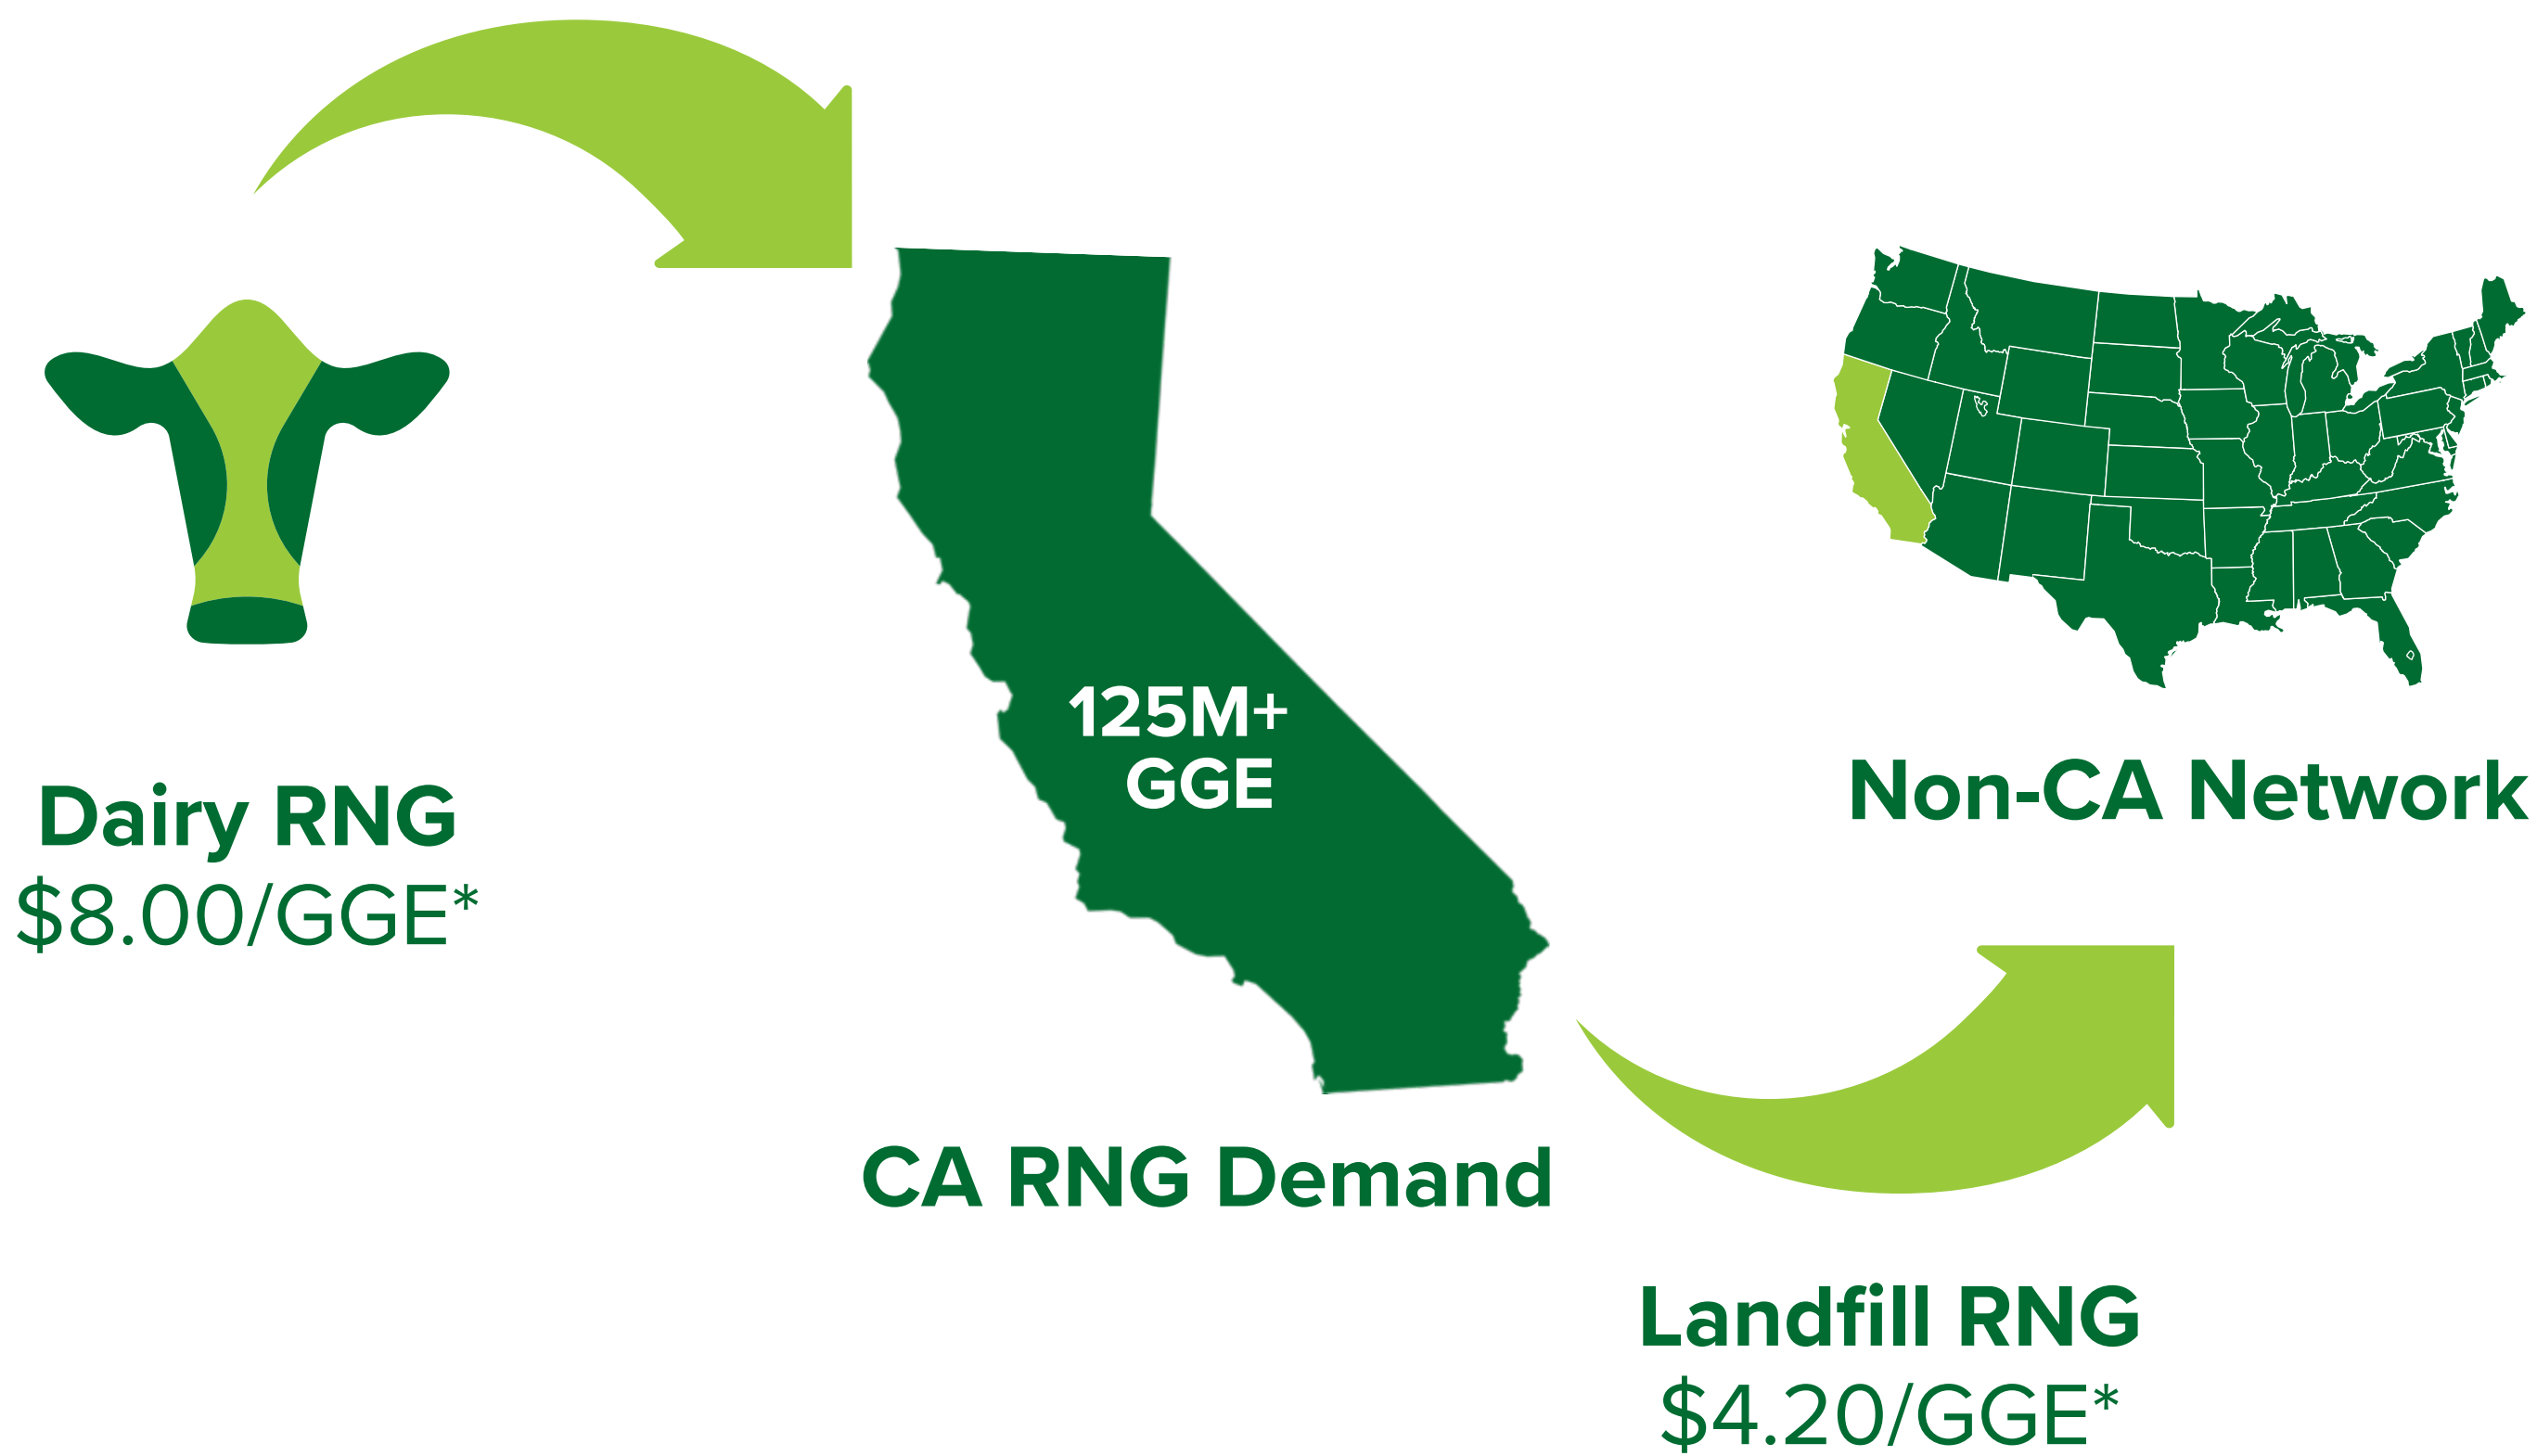 Dairy RNG
$8.00/GGE*
125M+
GGE
CA RNG Demand
Non-CA Network
Landfill RNG
$4.20/GGE*